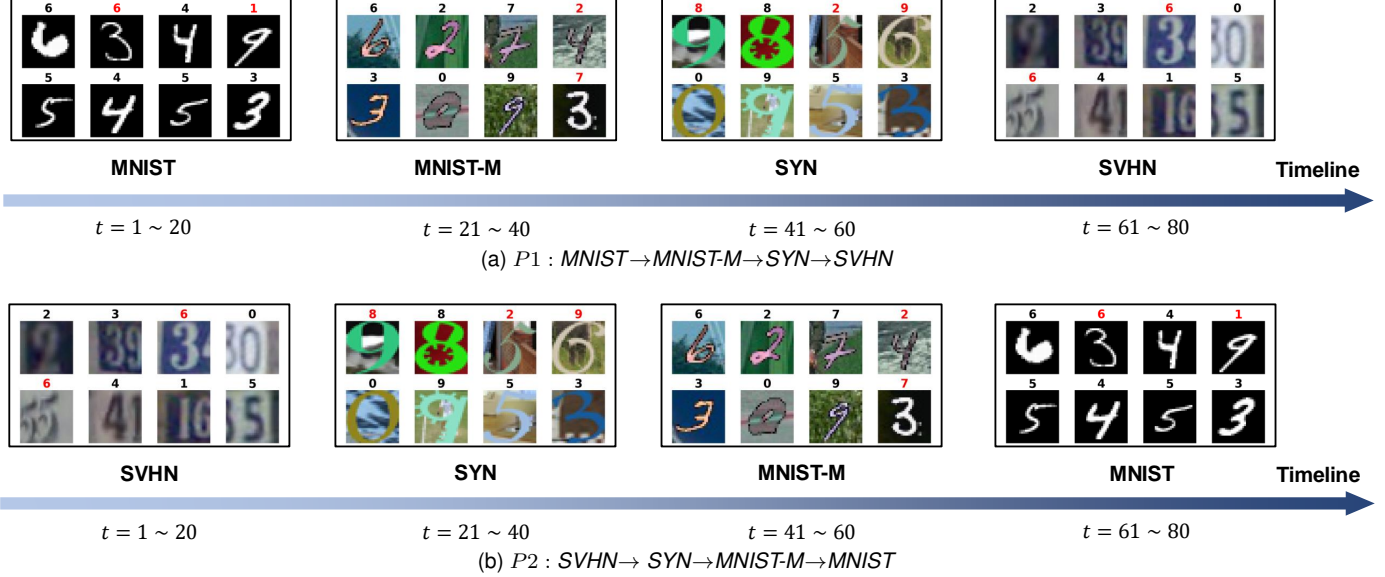 6 6 4 1
5 4 5 3
MNIST
6 2 7 2
3 0 9 7
MNIST-M
8 8 2 9
0 9 5 3
SYN
2 3 6 0
6 4 1 5
SVHN
Timeline
t = 1 ~ 20
t = 21 ~ 40
t = 41 ~ 60
t = 61 ~ 80
(a) P1 : MNIST→MNIST-M→SYN→SVHN
2 3 6 0
6 4 1 5
SVHN
8 8 2 9
0 9 5 3
SYN
6 2 7 2
3 0 9 7
MNIST-M
6 6 4 1
5 4 5 3
MNIST
Timeline
t = 1 ~ 20
t = 21 ~ 40
t = 41 ~ 60
t = 61 ~ 80
(b) P2 : SVHN→ SYN→MNIST-M→MNIST